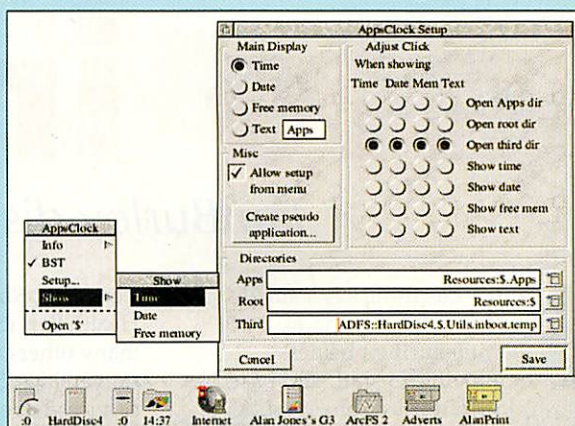 AppsClock Setup
Main Display
Time
Date
Free memory
Text Apps
Misc
Allow setup
from menu
Create pseudo
application...
Adjust Click
When showing
Time Date Mem Text
Open Apps dir
Open root dir
Open third dir
Show time
Show date
Show free mem
Show text
Directories
Apps Resources:$.Apps
Root Resources:$
Third ADFS::HardDisc4.$.Utils.inboot.temp
Cancel Save
AppsClock
Info
BST
Setup...
Show
Open '$'
Show
Time
Date
Free memory
:0 HardDisc4 :0 14:37 Internet Alan Jones's G3 ArcFS 2 Adverts AlanPrint